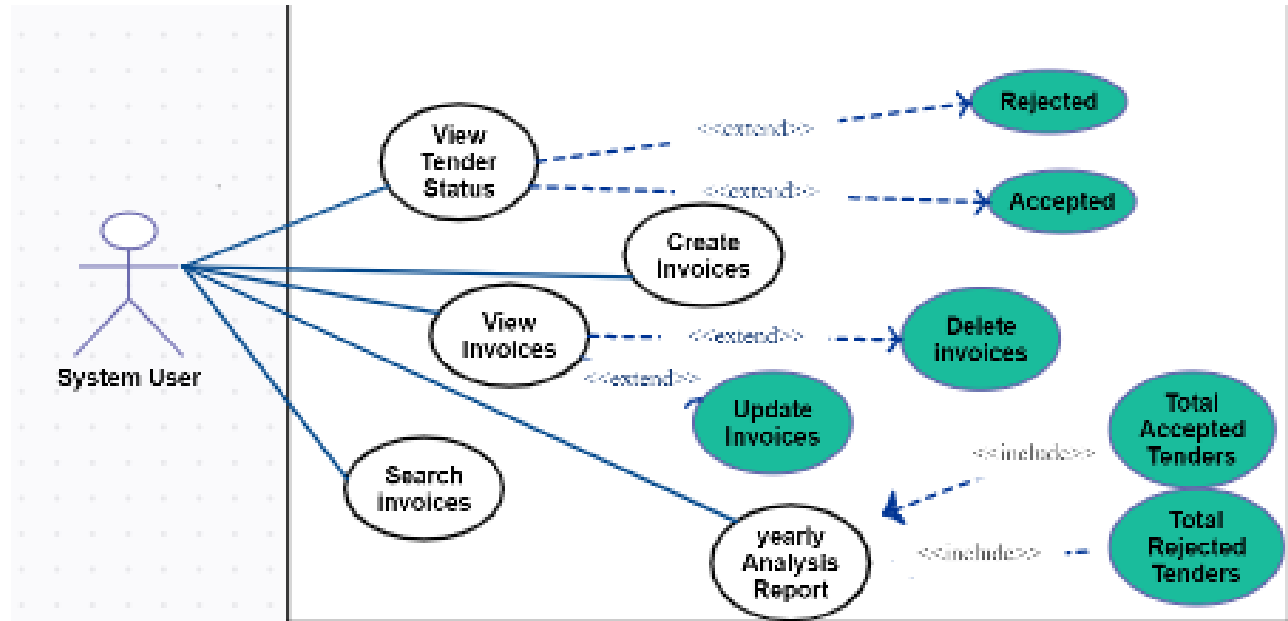 Rejected
<<extend>>
View
Tender
Status
<<extend>>
Accepted
Create
Invoices
View
Invoices
<<extend>>
Delete
invoices
System User
<<extend>>
Update
Invoices
Total
Accepted
Tenders
<<include>>
Search
invoices
yearly
Analysis
Report
<<include>>
Total
Rejected
Tenders